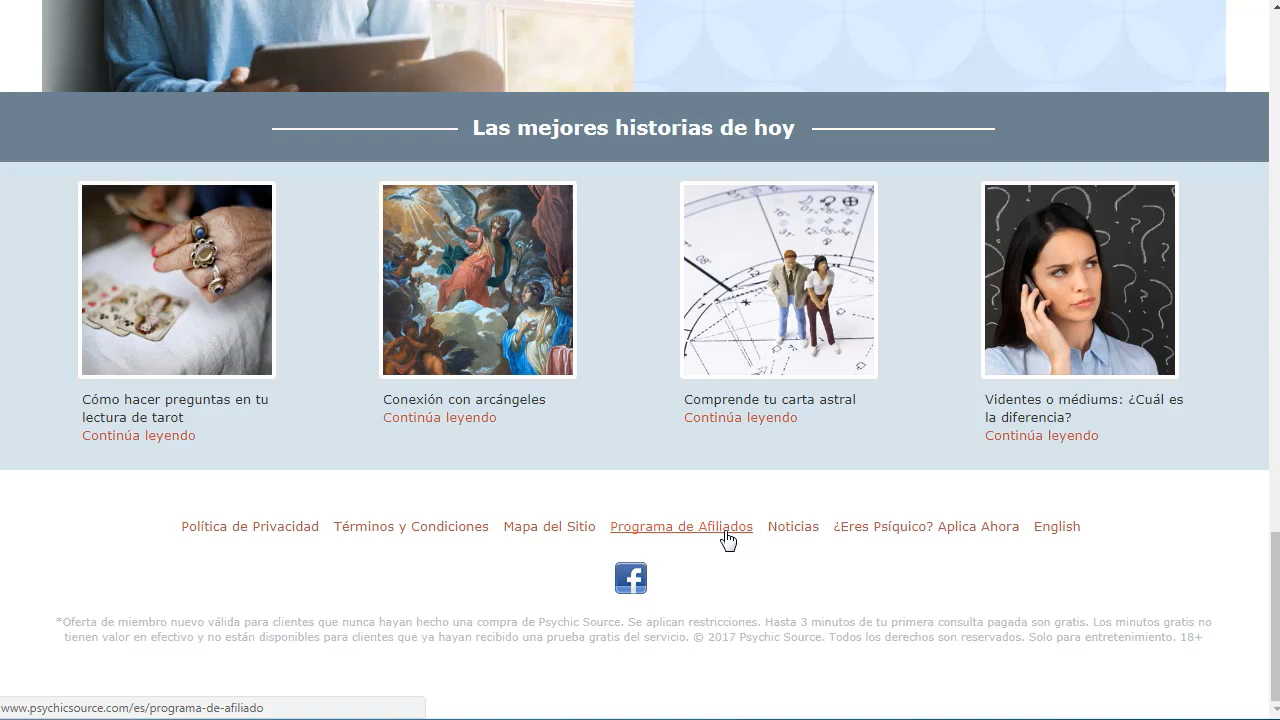 Las mejores historias de hoy
Cómo hacer preguntas en tu
lectura de tarot
Continúa leyendo
Conexión con arcángeles
Continúa leyendo
Comprende tu carta astral
Continúa leyendo
Videntes o médiums: ¿Cuál es
la diferencia?
Continúa leyendo
Política de Privacidad Términos y Condiciones Mapa del Sitio Programa de Afiliados Noticias ¿Eres Psíquico? Aplica Ahora English
*Oferta de miembro nuevo válida para clientes que nunca hayan hecho una compra de Psychic Source. Se aplican restricciones. Hasta 3 minutos de tu primera consulta pagada son gratis. Los minutos gratis no
tienen valor en efectivo y no están disponibles para clientes que ya hayan recibido una prueba gratis del servicio. © 2017 Psychic Source. Todos los derechos son reservados. Solo para entretenimiento. 18+
www.psychicsource.com/es/programa-de-afiliado